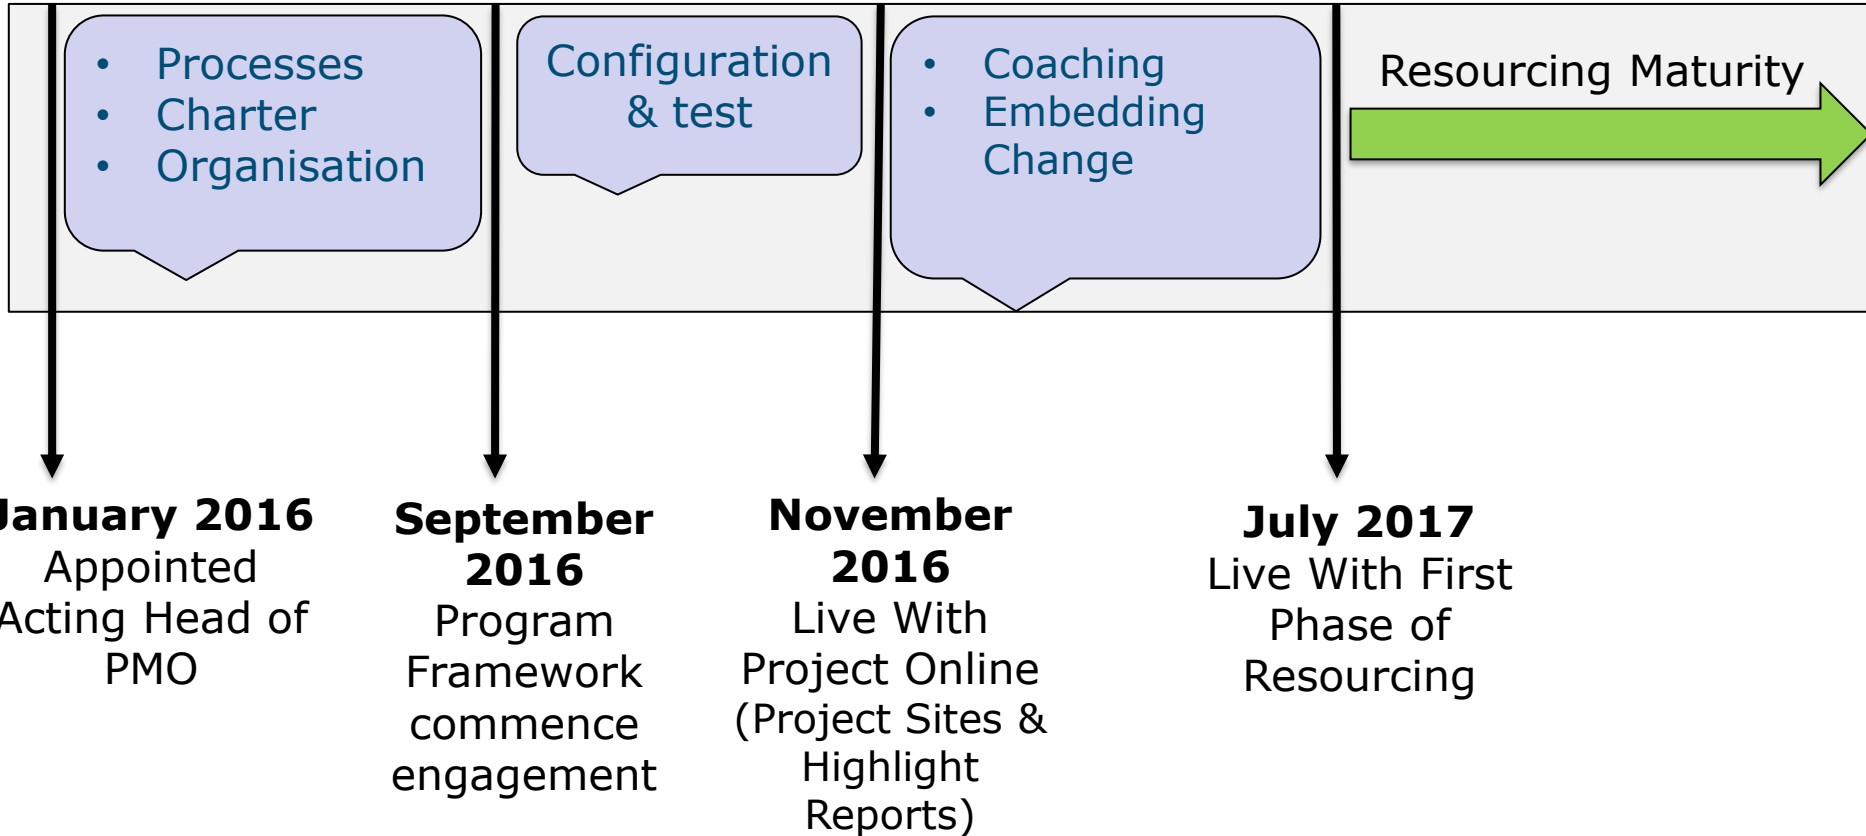 • Processes
• Charter
• Organisation
Configuration
& test
• Coaching
• Embedding
Change
Resourcing Maturity
January 2016
Appointed
Acting Head of
PMO
September
2016
Program
Framework
commence
engagement
November
2016
Live With
Project Online
(Project Sites &
Highlight
Reports)
July 2017
Live With First
Phase of
Resourcing